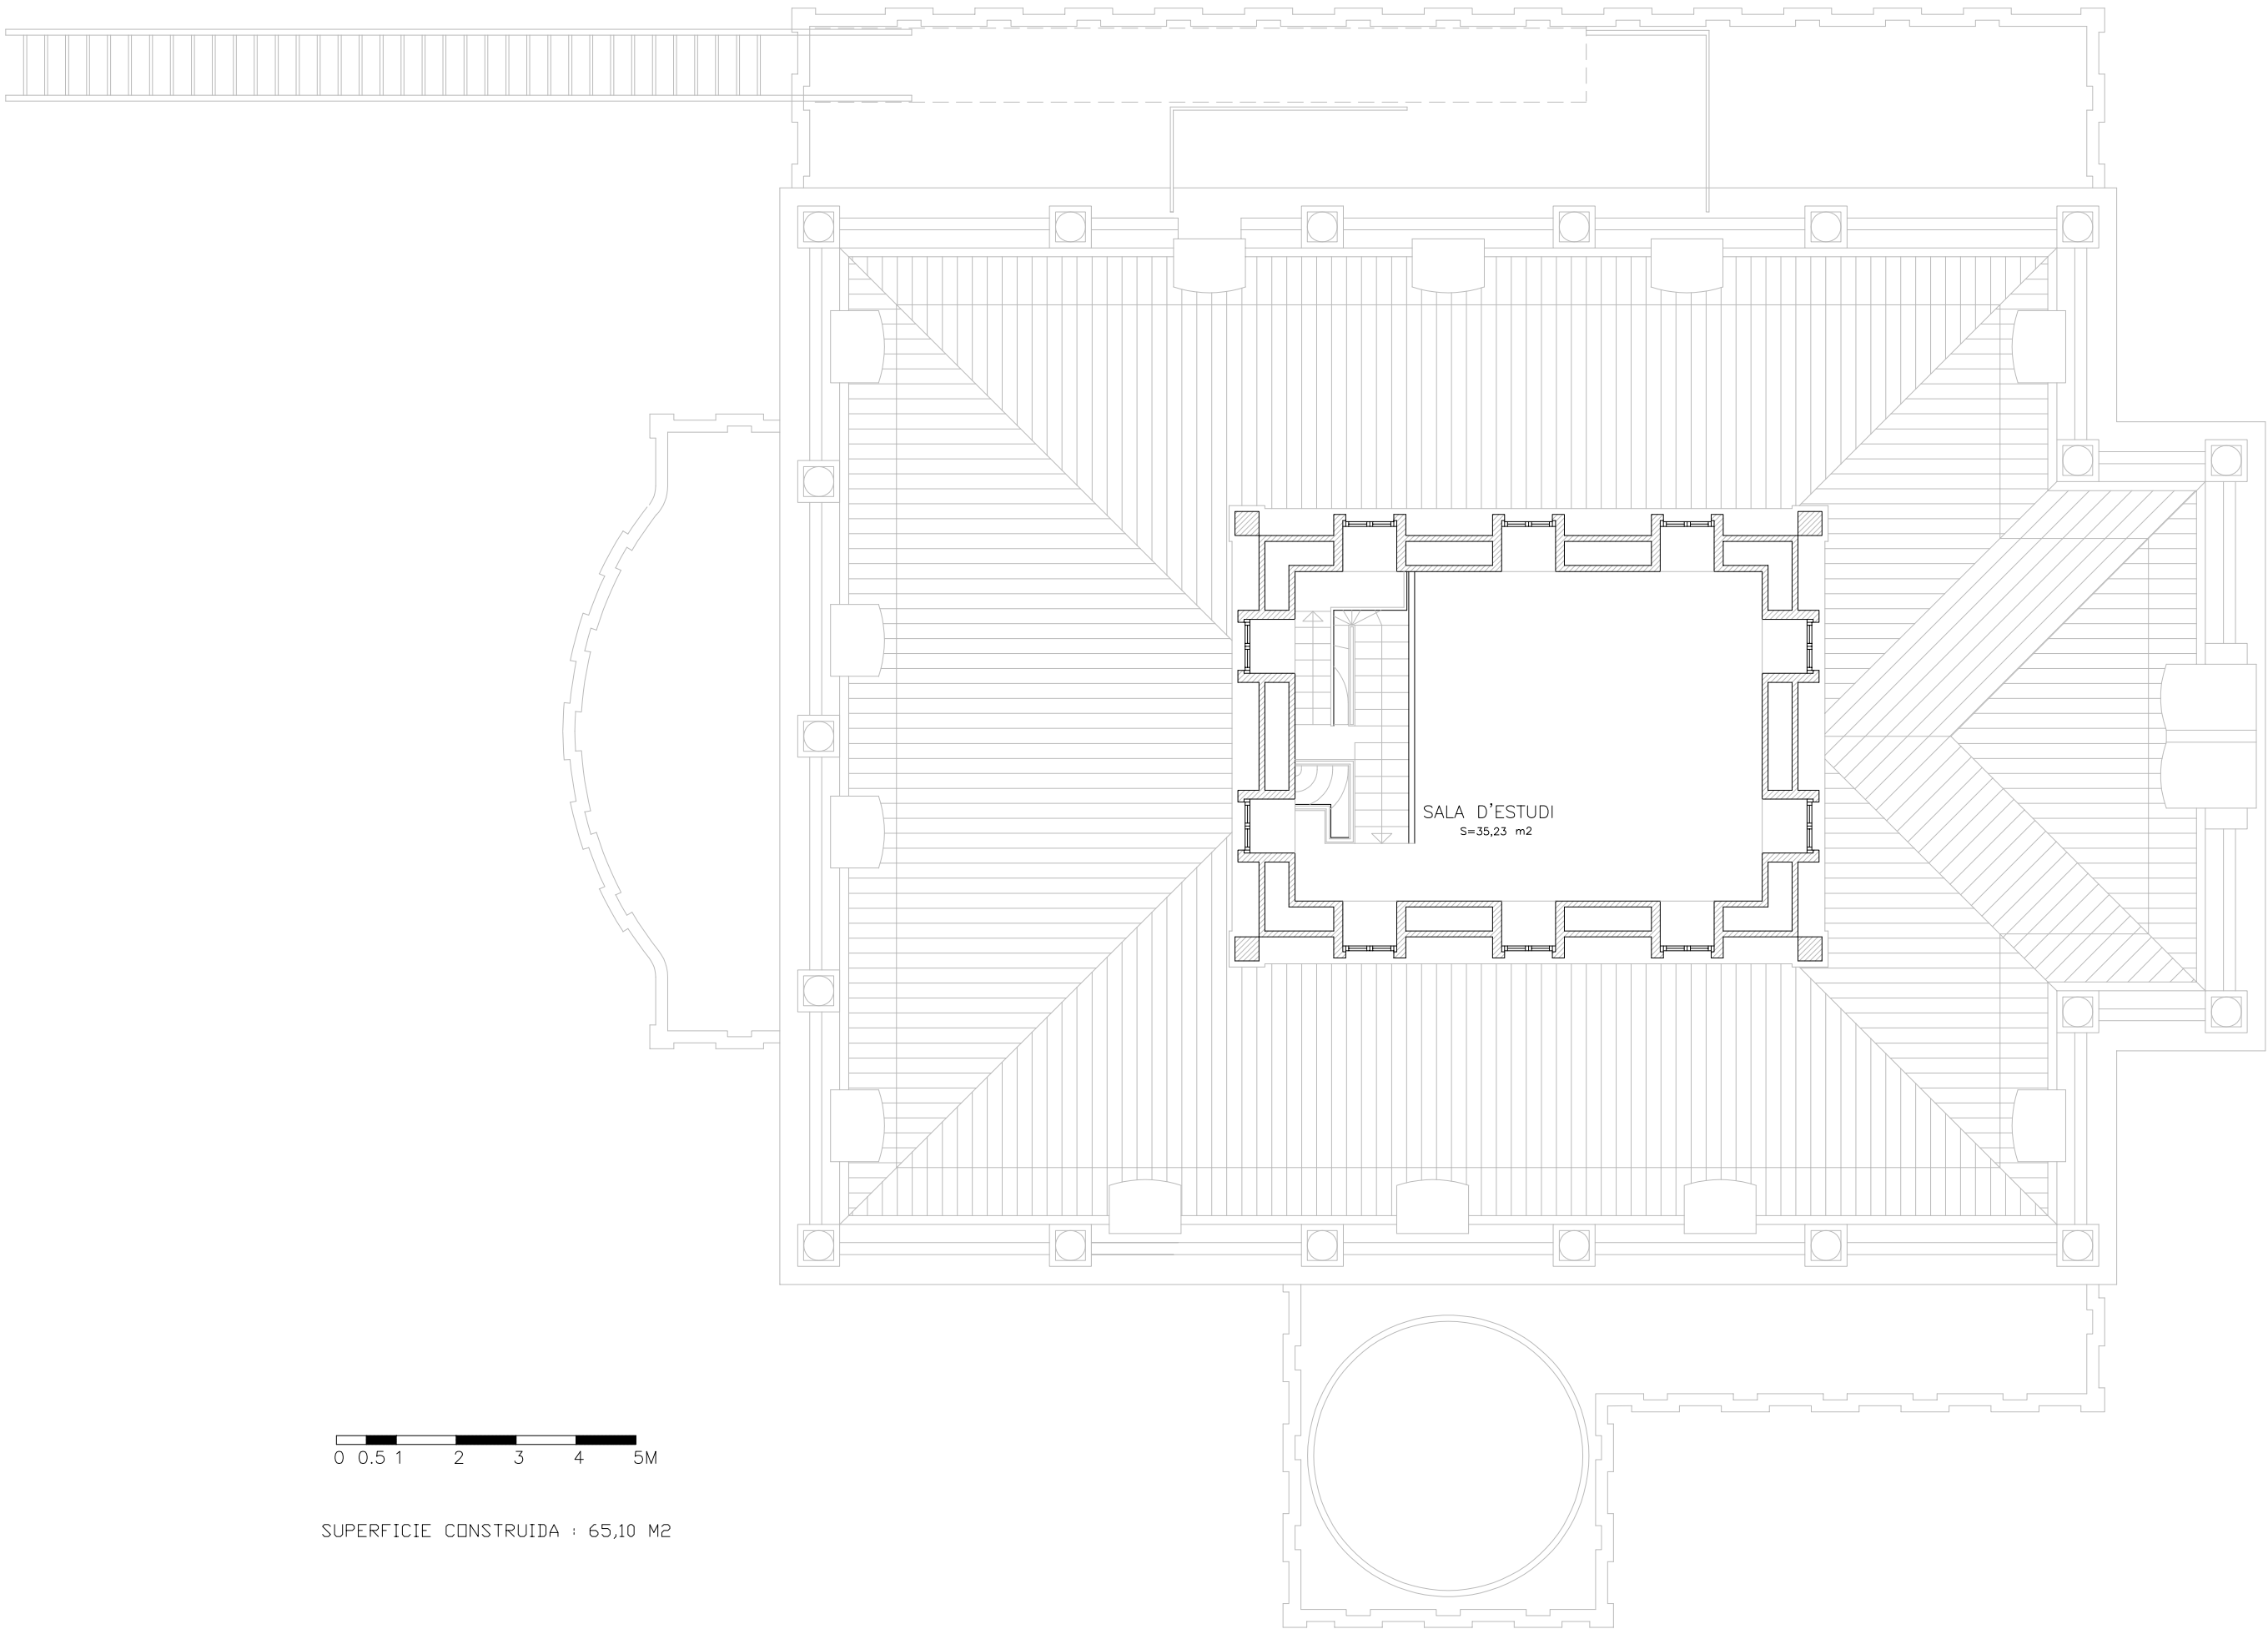 SALA D'ESTUDI
S=35,23 m2
0 0.5 1 2 3 4 5M
SUPERFICIE CONSTRUIDA : 65,10 M2